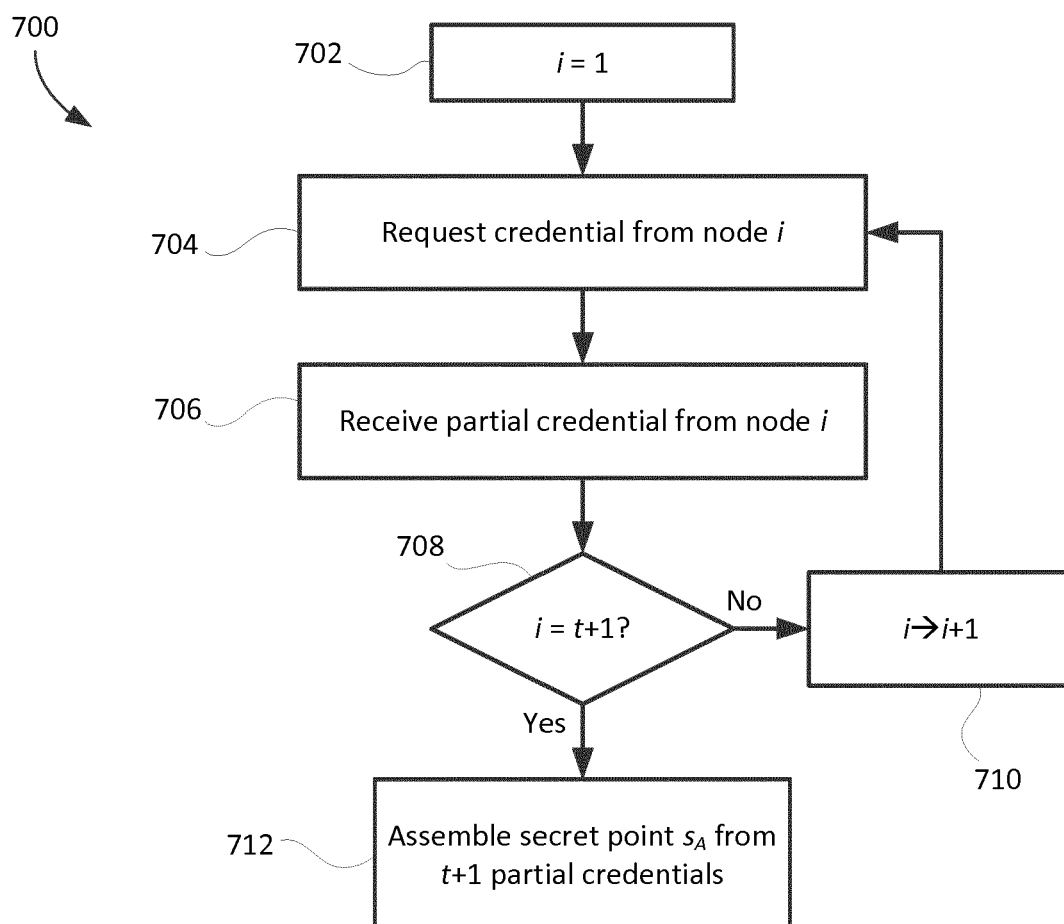 700
702
i = 1
704
Request credential from node i
706
Receive partial credential from node i
708
i = t+1?
No
i→i+1
Yes
710
712
Assemble secret point sA from
t+1 partial credentials